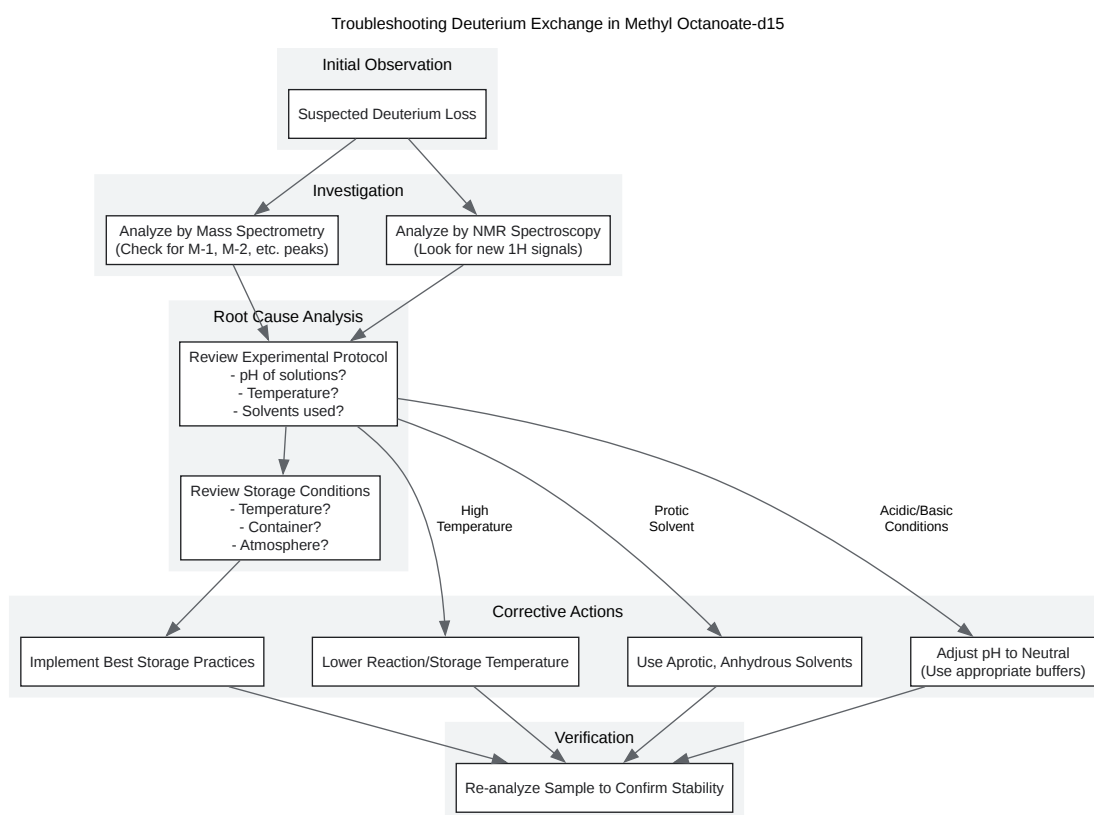 Troubleshooting Deuterium Exchange in Methyl Octanoate-d15
Initial Observation
Suspected Deuterium Loss
Investigation
Analyze by Mass Spectrometry
(Check for M-1, M-2, etc. peaks)
Analyze by NMR Spectroscopy
(Look for new 1H signals)
Root Cause Analysis
Review Experimental Protocol
- pH of solutions?
- Temperature?
- Solvents used?
Review Storage Conditions
- Temperature?
- Container?
- Atmosphere?
High
Temperature
Protic
Solvent
Acidic/Basic
Conditions
Corrective Actions
Implement Best Storage Practices
Lower Reaction/Storage Temperature
Use Aprotic, Anhydrous Solvents
Adjust pH to Neutral
(Use appropriate buffers)
Verification
Re-analyze Sample to Confirm Stability